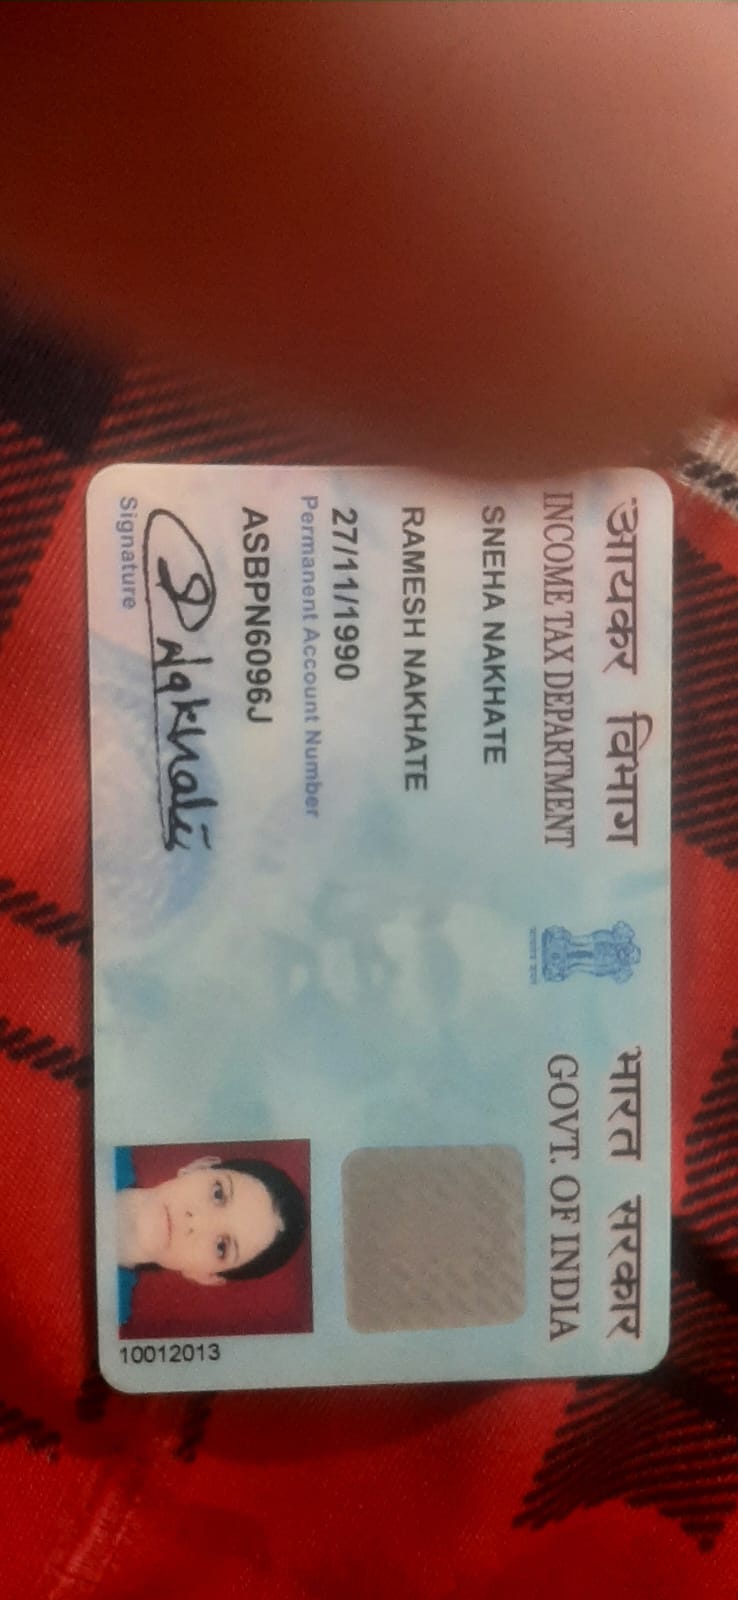 आयकर विभाग
INCOME TAX DEPARTMENT
भारत सरकार
GOVT. OF INDIA
SNEHA NAKHATE
RAMESH NAKHATE
27/11/1990
Permanent Account Number
ASBPN6096J
Signature
10012013